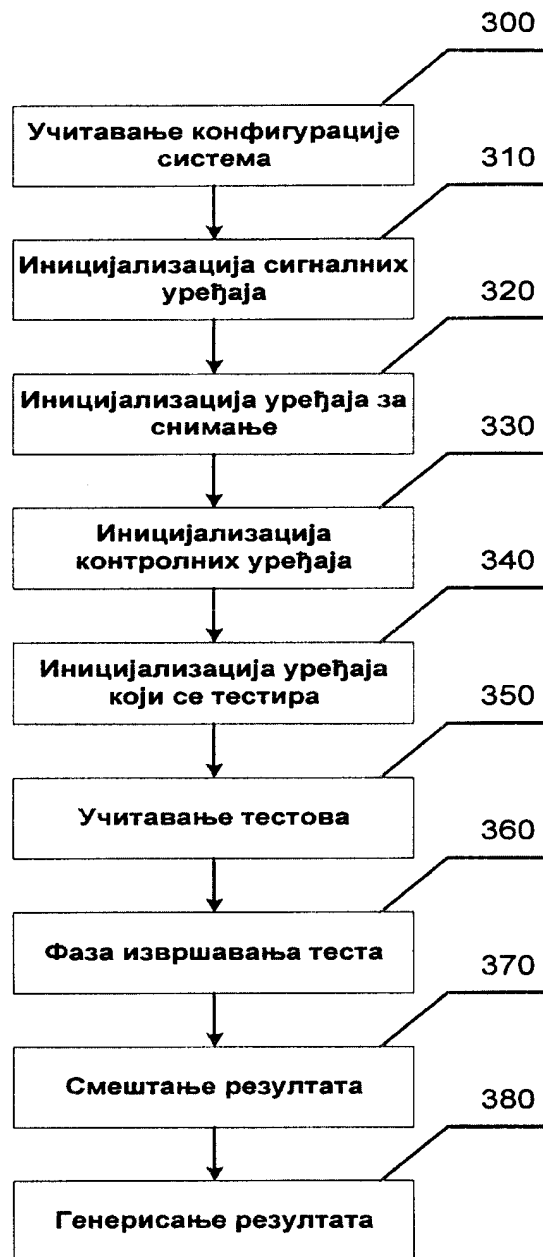 300
Учитавање конфигурације
система
310
Иницијализација сигналних
уређаја
320
Иницијализација уређаја за
снимање
330
Иницијализација
контролних уређаја
340
Иницијализација уређаја
који се тестира
350
Учитавање тестова
360
Фаза извршавања теста
370
Смештање резултата
380
Генерисање резултата